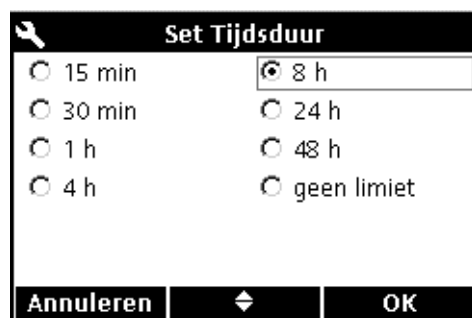 Set Tijdsduur
15 min
30 min
1 h
4 h
8 h
24 h
48 h
geen limiet
Annuleren
OK